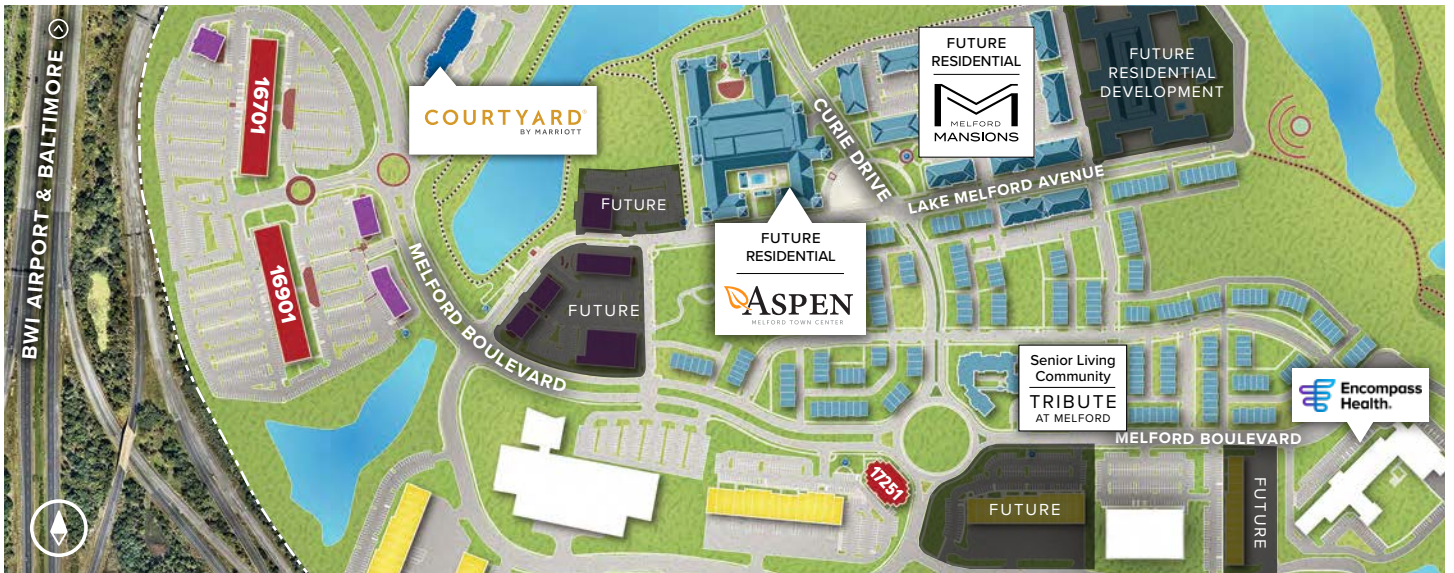 BWI AIRPORT & BALTIMORE
16701
16901
COURTYARD®
BY MARRIOTT
FUTURE
FUTURE
MELFORD BOULEVARD
FUTURE
RESIDENTIAL
ASPEN
MELFORD TOWN CENTER
CURIE DRIVE
FUTURE
RESIDENTIAL
M
MELFORD
MANSIONS
FUTURE
RESIDENTIAL
DEVELOPMENT
LAKE MELFORD AVENUE
Senior Living
Community
TRIBUTE
AT MELFORD
Encompass
Health.
MELFORD BOULEVARD
17251
FUTURE
FUTURE